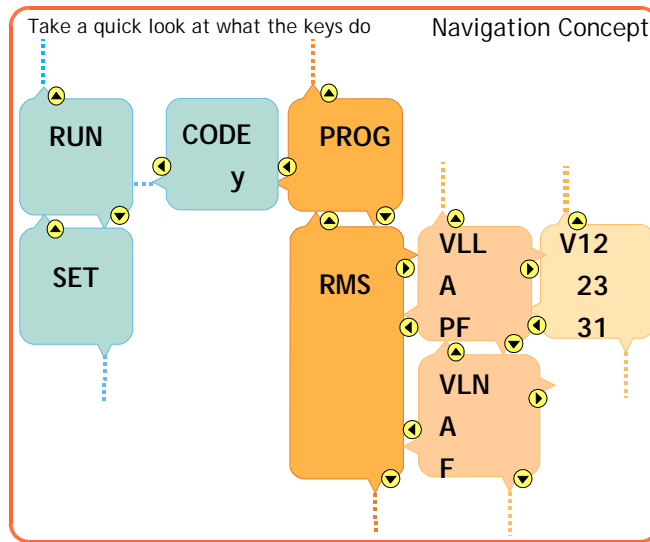 Take a quick look at what the keys do
Navigation Concept
RUN
CODE
y
PROG
SET
RMS
VLL
A
PF
V12
23
31
VLN
A
F